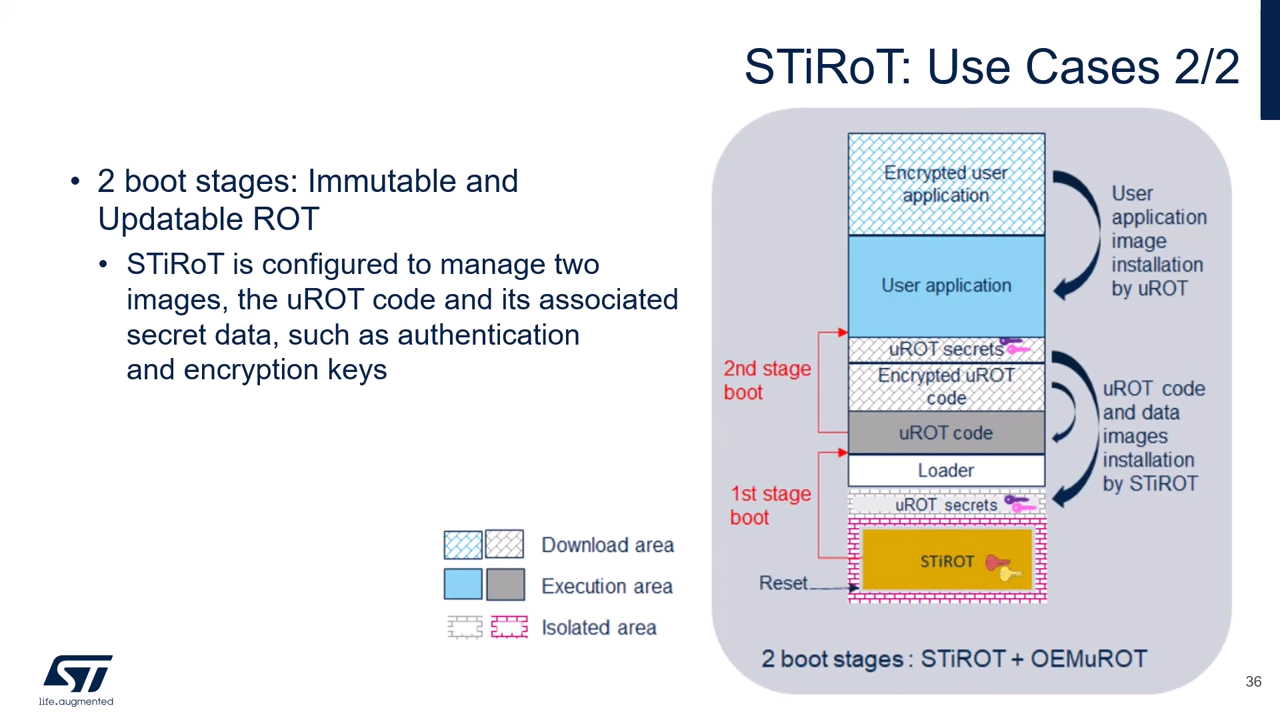 STiRoT: Use Cases 2/2
• 2 boot stages: Immutable and
Updatable ROT
• STiRoT is configured to manage two
images, the uROT code and its associated
secret data, such as authentication
and encryption keys
Download area
Execution area
Isolated area
Encrypted user
application
User application
uROT secrets
Encrypted uROT
code
uROT code
Loader
uROT secrets
STiROT
2nd stage
boot
1st stage
boot
Reset
User
application
image
installation
by uROT
uROT code
and data
images
installation
by STiROT
2 boot stages : STiROT + OEMuROT
ST
life.augmented
36